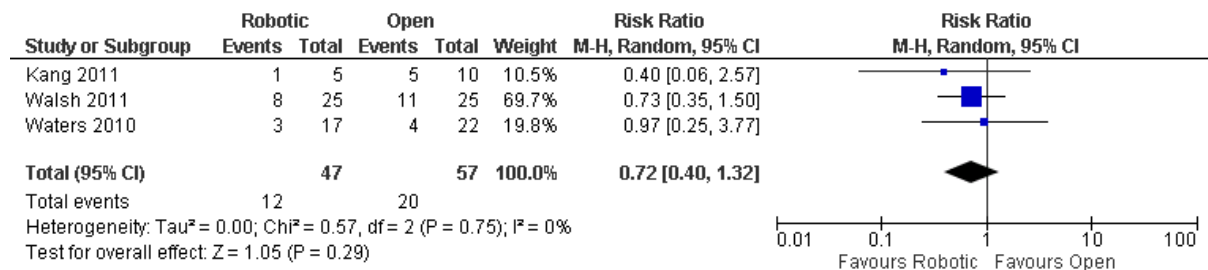 Robotic Open Risk Ratio Risk Ratio
Study or Subgroup Events Total Events Total Weight M-H, Random, 95% CI M-H, Random, 95% CI
Kang 2011 1 5 5 10 10.5% 0.40 [0.06, 2.57]
Walsh 2011 8 25 11 25 69.7% 0.73 [0.35, 1.50]
Waters 2010 3 17 4 22 19.8% 0.97 [0.25, 3.77]
Total (95% CI) 47 57 100.0% 0.72 [0.40, 1.32]
Total events 12 20
Heterogeneity: Tau² = 0.00; Chi² = 0.57, df = 2 (P = 0.75); I² = 0%
Test for overall effect: Z = 1.05 (P = 0.29)
0.01 0.1 1 10 100
Favours Robotic Favours Open